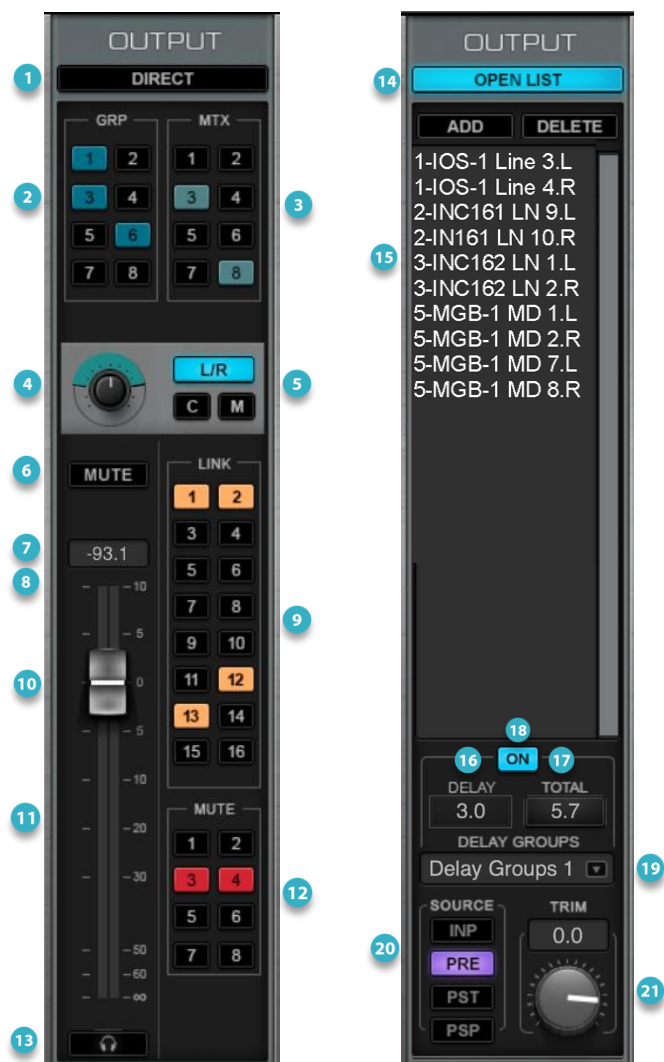 OUTPUT
1 DIRECT
GRP MTX
1 2 1 2
2 3 4 3 4 3
5 6 5 6
7 8 7 8
4 L/R 5
C M
6 MUTE
LINK
1 2
7 -93.1 3 4
8 10 5 6
5 7 8
9
9 10
10 0 11 12
5 13 14
15 16
10
11 20 MUTE
1 2
30 3 4 12
5 6
50 7 8
60
∞
13
OUTPUT
14 OPEN LIST
ADD DELETE
1-IOS-1 Line 3.L
1-IOS-1 Line 4.R
2-INC161 LN 9.L
2-IN161 LN 10.R
15 3-INC162 LN 1.L
3-INC162 LN 2.R
5-MGB-1 MD 1.L
5-MGB-1 MD 2.R
5-MGB-1 MD 7.L
5-MGB-1 MD 8.R
18
16 ON 17
DELAY TOTAL
3.0 5.7
DELAY GROUPS
Delay Groups 1 19
SOURCE TRIM
INP 0.0
20 PRE
PST 21
PSP